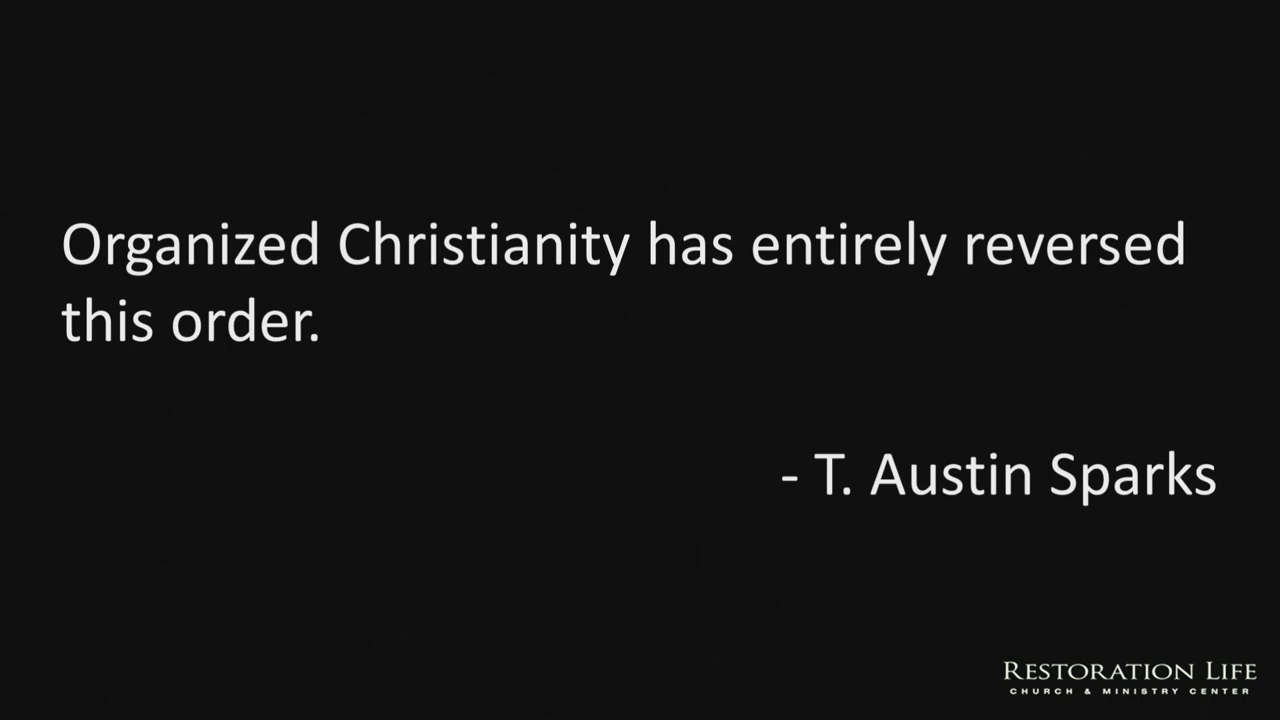 Organized Christianity has entirely reversed
this order.
- T. Austin Sparks
RESTORATION LIFE
CHURCH & MINISTRY CENTER